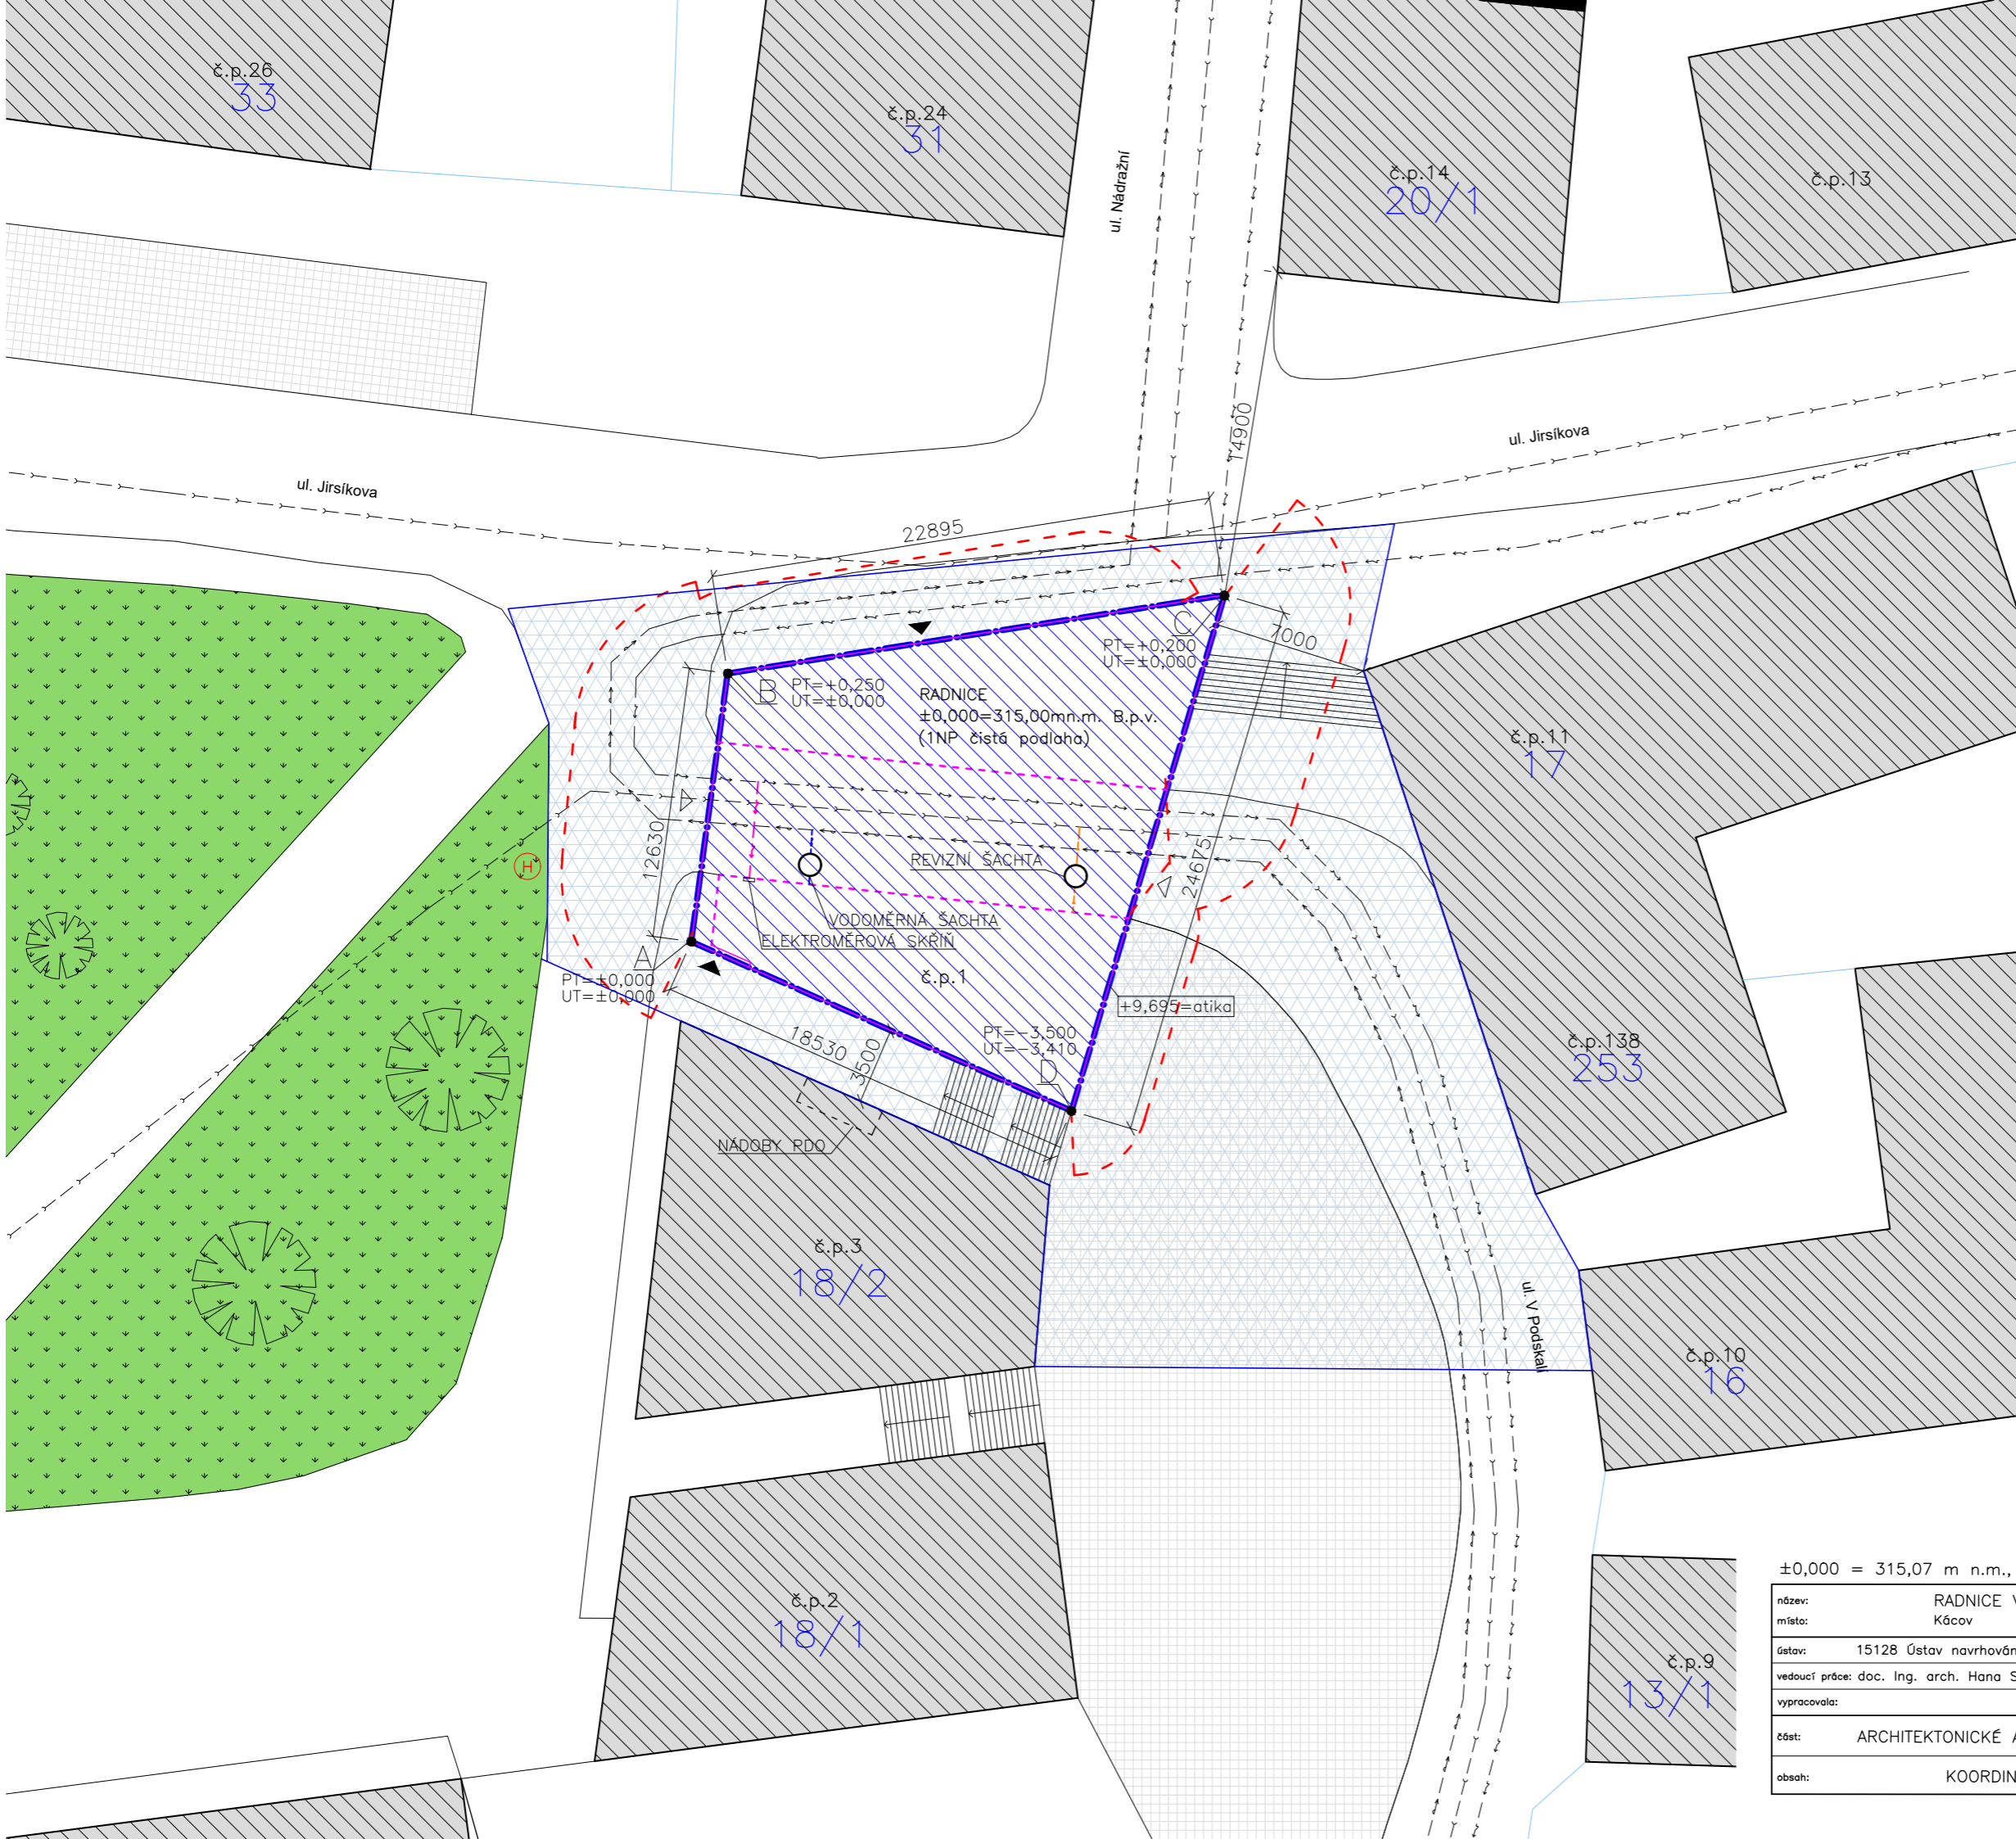 č.p.26
33
č.p.24
31
ul. Nádražní
č.p.14
20/1
č.p.13
ul. Jirsíkova
ul. Jirsíkova
14900
22895
7000
C
PT=+0,200
UT=±0,000
B
PT=+0,250
UT=±0,000
RADNICE
±0,000=315,00mn.m. B.p.v.
(1NP čistá podlaha)
č.p.11
17
12630
24675
H
REVIZNÍ ŠACHTA
VODOMĚRNÁ ŠACHTA
ELEKTROMĚROVÁ SKŘÍŇ
A
PT=±0,000
UT=±0,000
č.p.1
+9,695=atika
18530
3500
PT=−3,500
UT=−3,410
D
č.p.138
253
NÁDOBY PDO
č.p.3
18/2
ul. V Podskalí
č.p.10
16
č.p.2
18/1
č.p.9
13/1
±0,000 = 315,07 m n.m.,
název: RADNICE V
místo: Kácov
ústav: 15128 Ústav navrhován
vedoucí práce: doc. Ing. arch. Hana S
vypracovala:
část: ARCHITEKTONICKÉ A
obsah: KOORDIN